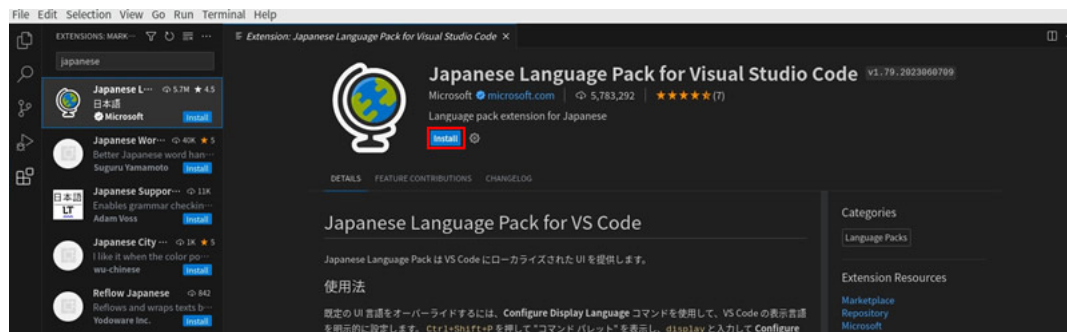 File Edit Selection View Go Run Terminal Help
EXTENSIONS: MARK···
Extension: Japanese Language Pack for Visual Studio Code ×
japanese
Japanese L··· 5.7M ★ 4.5
日本語
Microsoft Install
Japanese Wor··· 40K ★ 5
Better Japanese word han···
Suguru Yamamoto Install
日本語
LT
Japanese Suppor··· 11K
Enables grammar checkin···
Adam Voss Install
Japanese City ··· 1K ★ 5
I like it when the color po···
wu-chinese Install
Reflow Japanese 842
Reflows and wraps texts b···
Yodoware Inc. Install
Japanese Language Pack for Visual Studio Code v1.79.2023060709
Microsoft microsoft.com | 5,783,292 | ★★★★★(7)
Language pack extension for Japanese
Install
DETAILS FEATURE CONTRIBUTIONS CHANGELOG
Japanese Language Pack for VS Code
Japanese Language Pack は VS Code にローカライズされた UI を提供します。
使用法
既定の UI 言語をオーバーライドするには、Configure Display Language コマンドを使用して、VS Code の表示言語
を明示的に設定します。Ctrl+Shift+P を押して "コマンド パレット" を表示し、display と入力して Configure
Categories
Language Packs
Extension Resources
Marketplace
Repository
Microsoft